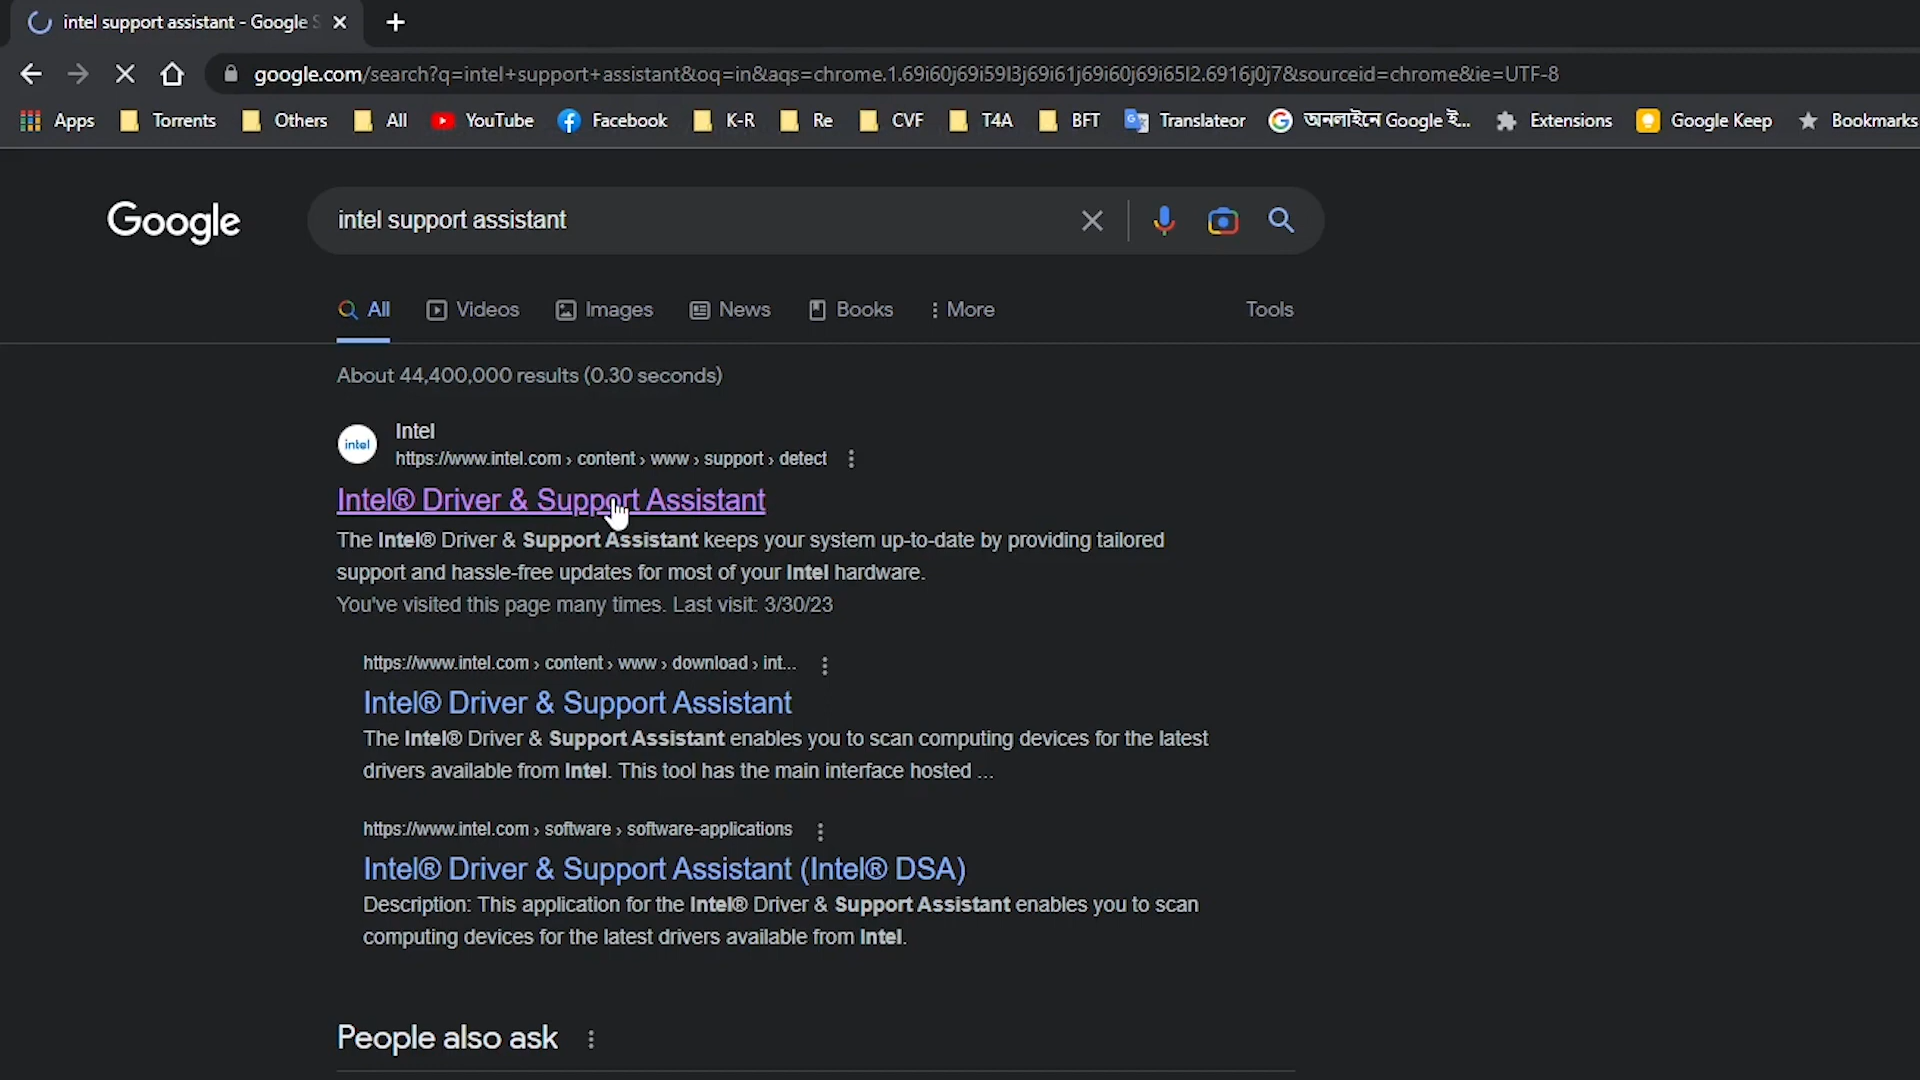 intel support assistant - Google S
google.com/search?q=intel+support+assistant&oq=in&aqs=chrome.1.69i60j69i59l3j69i61j69i60j69i65l2.6916j0j7&sourceid=chrome&ie=UTF-8
Apps Torrents Others All YouTube Facebook K-R Re CVF T4A BFT Translateor অনলাইনে Google ই... Extensions Google Keep Bookmarks
Google intel support assistant
All Videos Images News Books More Tools
About 44,400,000 results (0.30 seconds)
intel Intel
https://www.intel.com › content › www › support › detect
Intel® Driver & Support Assistant
The Intel® Driver & Support Assistant keeps your system up-to-date by providing tailored
support and hassle-free updates for most of your Intel hardware.
You've visited this page many times. Last visit: 3/30/23
https://www.intel.com › content › www › download › int...
Intel® Driver & Support Assistant
The Intel® Driver & Support Assistant enables you to scan computing devices for the latest
drivers available from Intel. This tool has the main interface hosted ...
https://www.intel.com › software › software-applications
Intel® Driver & Support Assistant (Intel® DSA)
Description: This application for the Intel® Driver & Support Assistant enables you to scan
computing devices for the latest drivers available from Intel.
People also ask